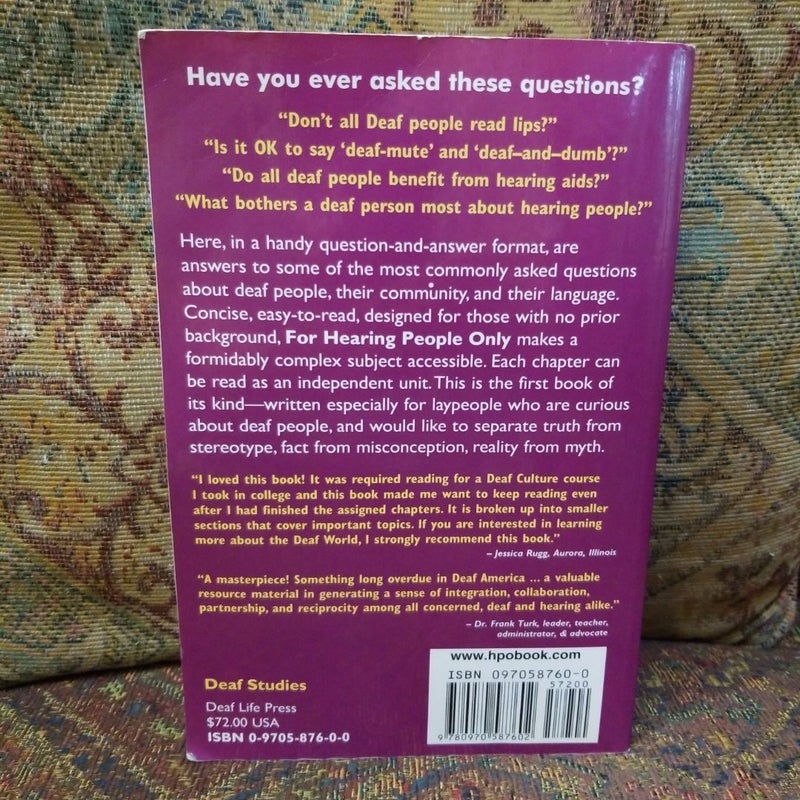 Have you ever asked these questions?
“Don’t all Deaf people read lips?”
“Is it OK to say ‘deaf-mute’ and ‘deaf–and–dumb’?”
“Do all deaf people benefit from hearing aids?”
“What bothers a deaf person most about hearing people?”
Here, in a handy question-and-answer format, are
answers to some of the most commonly asked questions
about deaf people, their community, and their language.
Concise, easy-to-read, designed for those with no prior
background, For Hearing People Only makes a
formidably complex subject accessible. Each chapter can
be read as an independent unit. This is the first book of
its kind—written especially for laypeople who are curious
about deaf people, and would like to separate truth from
stereotype, fact from misconception, reality from myth.
“I loved this book! It was required reading for a Deaf Culture course
I took in college and this book made me want to keep reading even
after I had finished the assigned chapters. It is broken up into smaller
sections that cover important topics. If you are interested in learning
more about the Deaf World, I strongly recommend this book.”
– Jessica Rugg, Aurora, Illinois
“A masterpiece! Something long overdue in Deaf America ... a valuable
resource material in generating a sense of integration, collaboration,
partnership, and reciprocity among all concerned, deaf and hearing alike.”
– Dr. Frank Turk, leader, teacher,
administrator, & advocate
www.hpobook.com
ISBN 097058760-0
57200
9 780970 587602
Deaf Studies
Deaf Life Press
$72.00 USA
ISBN 0-9705-876-0-0